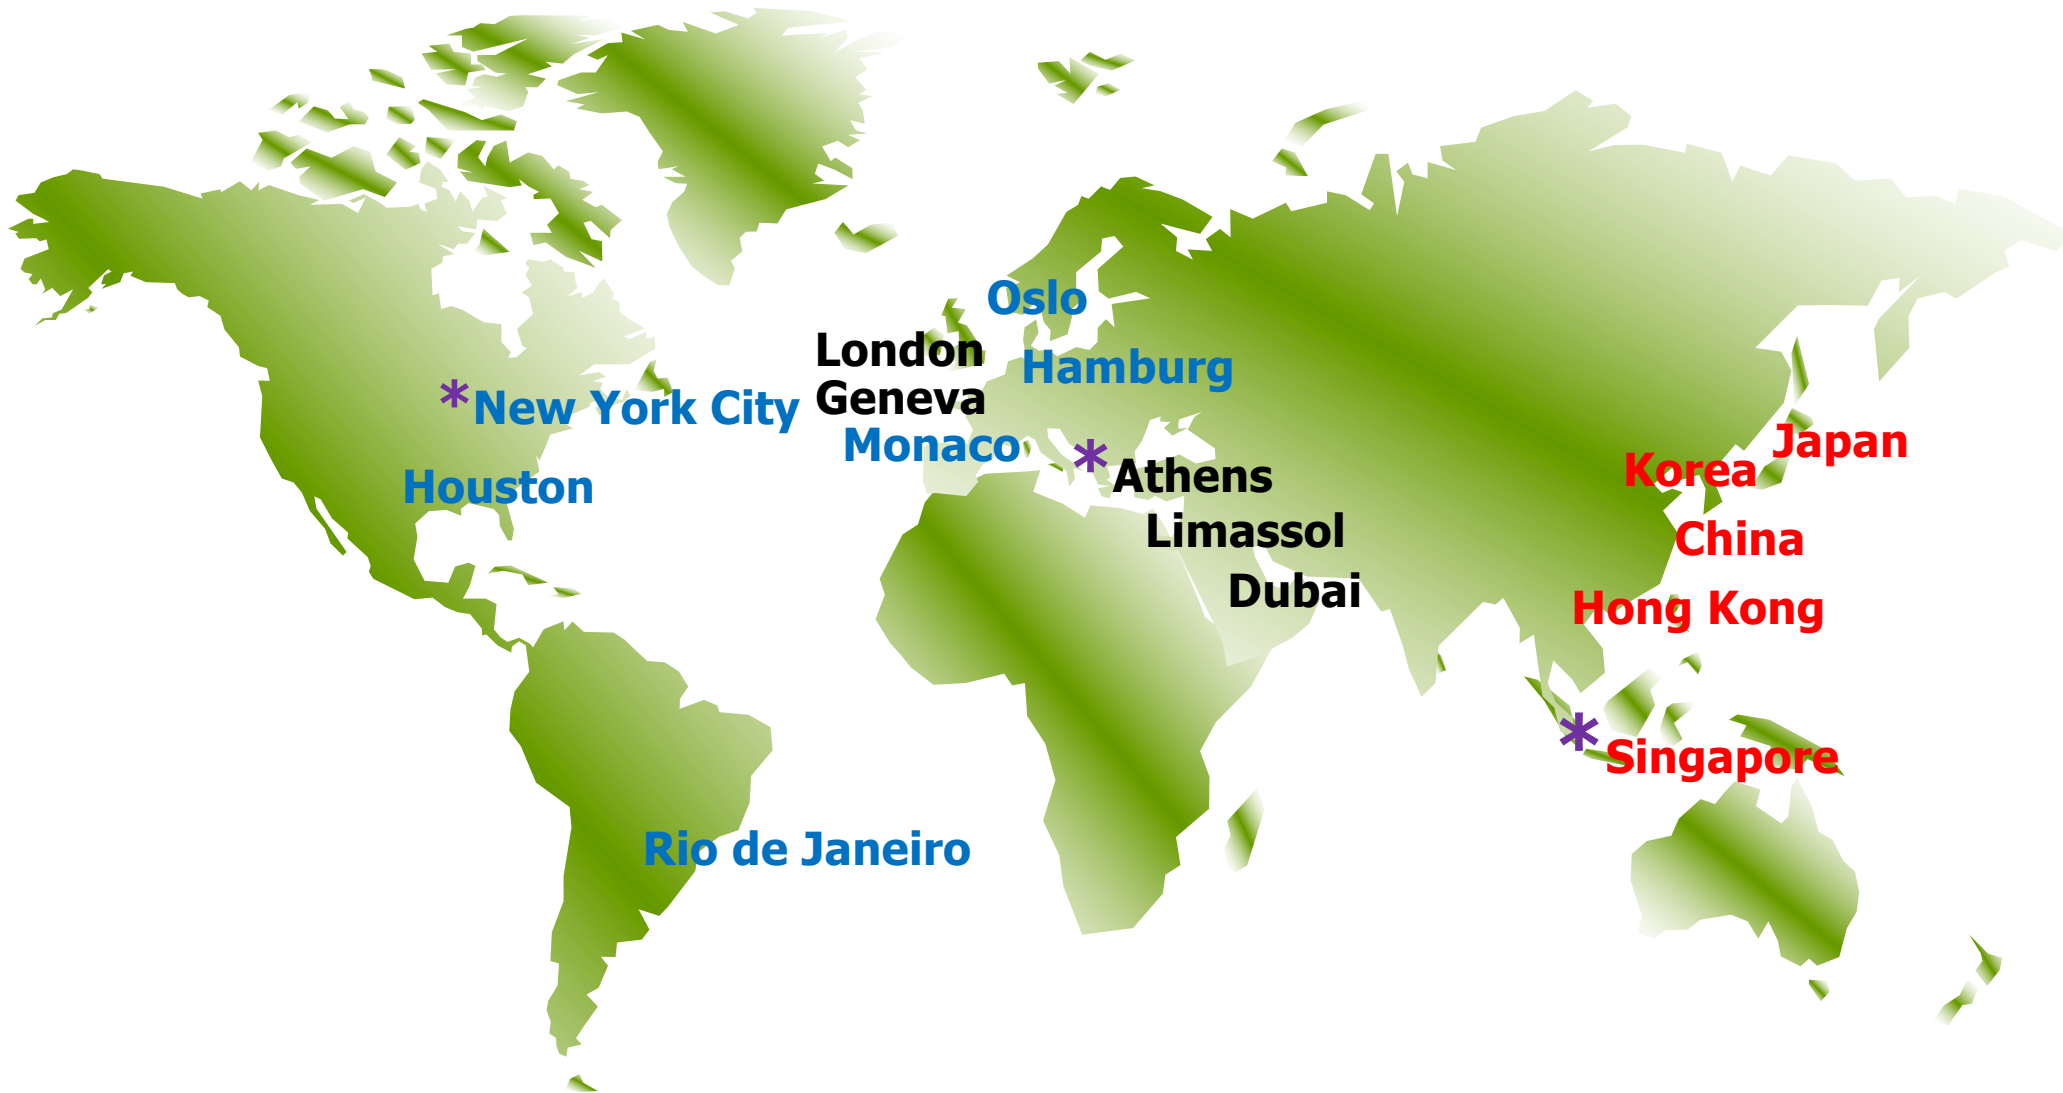 Oslo
London
Hamburg
Geneva
* New York City
Monaco
Japan
* Athens
Korea
Houston
Limassol
China
Dubai
Hong Kong
* Singapore
Rio de Janeiro